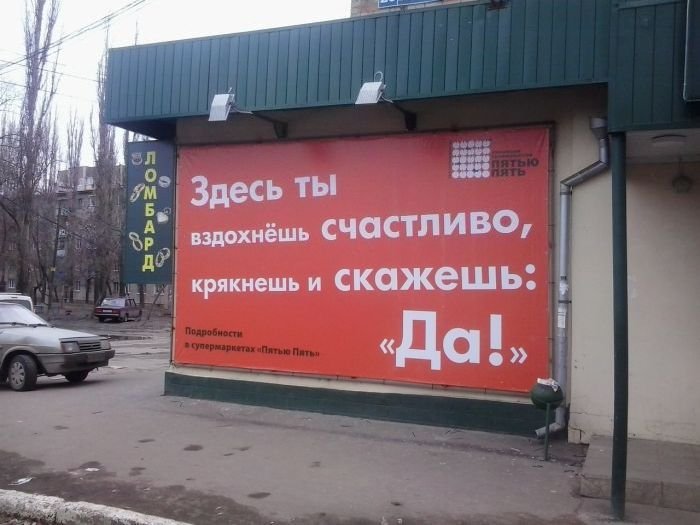 ЛОМБАРД
ПЯТЬЮ
ПЯТЬ
Здесь ты
вздохнёшь счастливо,
крякнешь и скажешь:
«Да!»
Подробности
в супермаркетах «Пятью Пять»